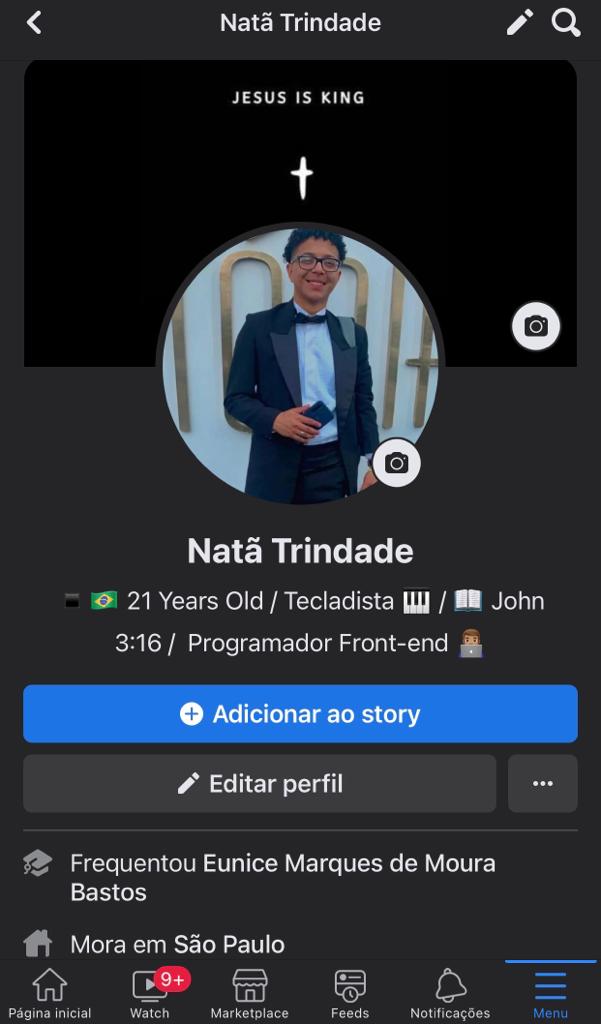 Natã Trindade
JESUS IS KING
Natã Trindade
21 Years Old / Tecladista / John
3:16 / Programador Front-end
Adicionar ao story
Editar perfil
Frequentou Eunice Marques de Moura
Bastos
Mora em São Paulo
9+
Página inicial Watch Marketplace Feeds Notificações Menu